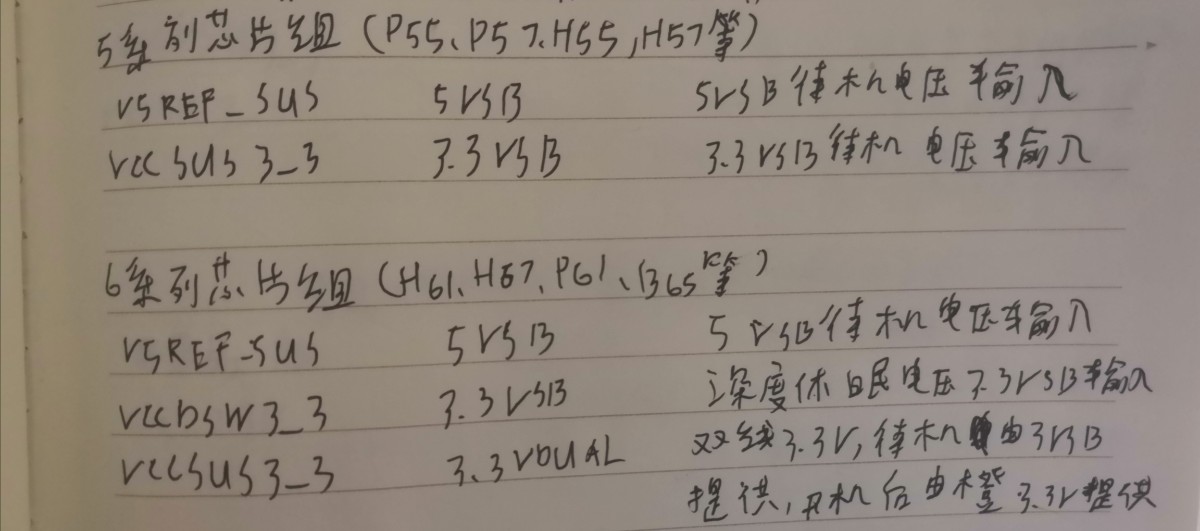 5系列芯片组（P55、P57、H55,H57等）
V5REF_SUS 5VSB 5VSB待机电压输入
VCCSUS3_3 3.3VSB 3.3VSB待机电压输入
6系列芯片组（H61、H67、P61、B65等）
V5REF_SUS 5VSB 5VSB待机电压输入
VCCDSW3_3 3.3VSB 深度休眠电压3.3VSB输入
VCCSUS3_3 3.3VDUAL 双线3.3V,待机由3VSB
提供,开机后由橙3.3V提供